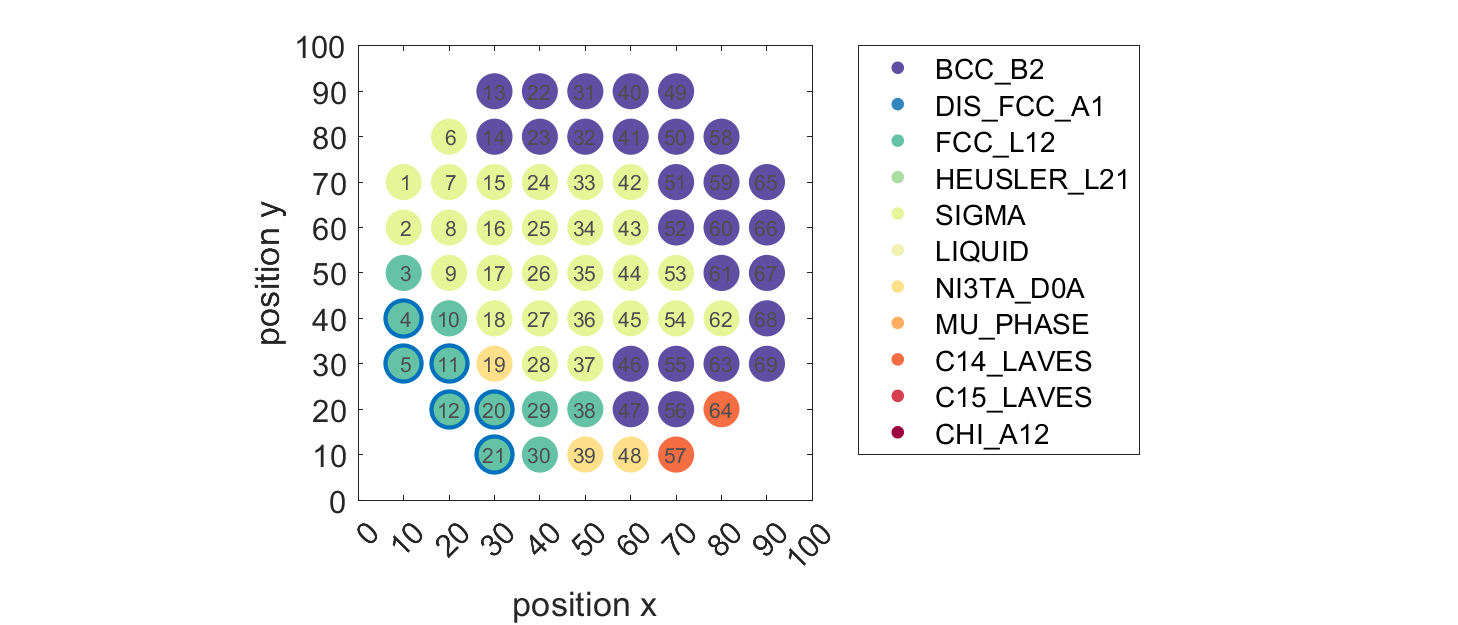 100
90
80
70
60
50
40
30
20
10
0
position y
13 22 31 40 49
6 14 23 32 41 50 58
1 7 15 24 33 42 51 59 65
2 8 16 25 34 43 52 60 66
3 9 17 26 35 44 53 61 67
4 10 18 27 36 45 54 62 68
5 11 19 28 37 46 55 63 69
12 20 29 38 47 56 64
21 30 39 48 57
0 10 20 30 40 50 60 70 80 90 100
position x
BCC_B2
DIS_FCC_A1
FCC_L12
HEUSLER_L21
SIGMA
LIQUID
NI3TA_D0A
MU_PHASE
C14_LAVES
C15_LAVES
CHI_A12